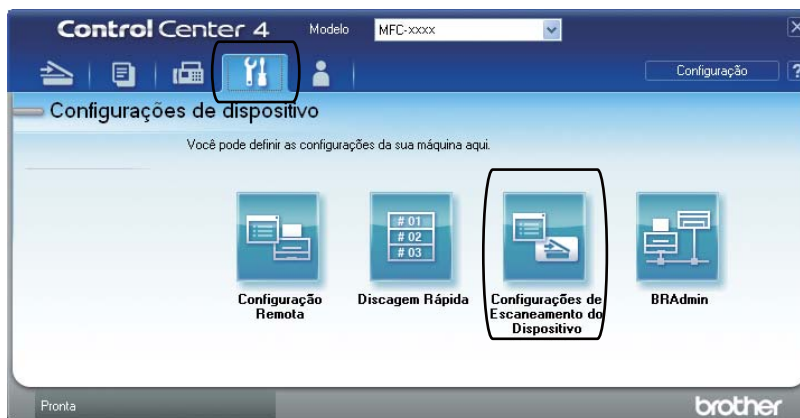 Control Center 4
Modelo
MFC-xxxx
Configuração
?
Configurações de dispositivo
Você pode definir as configurações da sua máquina aqui.
# 01
# 02
# 03
Configuração
Remota
Discagem Rápida
Configurações de
Escaneamento do
Dispositivo
BRAdmin
Pronta
brother